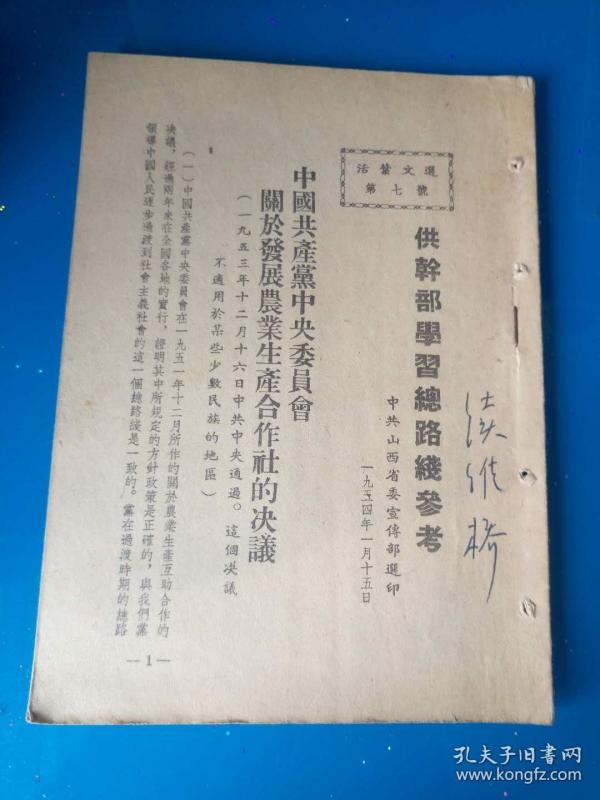 活葉文選
第七號
供幹部學習總路綫參考
中共山西省委宣傳部選印
一九五四年一月十五日
中國共產黨中央委員會
關於發展農業生產合作社的决議
(一九五三年十二月十六日中共中央通過。這個决議
不適用於某些少數民族的地區)
(一)中國共產黨中央委員會在一九五一年十二月所作的關於農業生產互助合作的
决議,經過兩年來在全國各地的實行,證明其中所規定的方針政策是正確的,與我們黨
領導中國人民逐步過渡到社會主義社會的這一個總路綫是一致的。黨在過渡時期的總路
—1—
孔夫子旧书网
www.kongfz.com